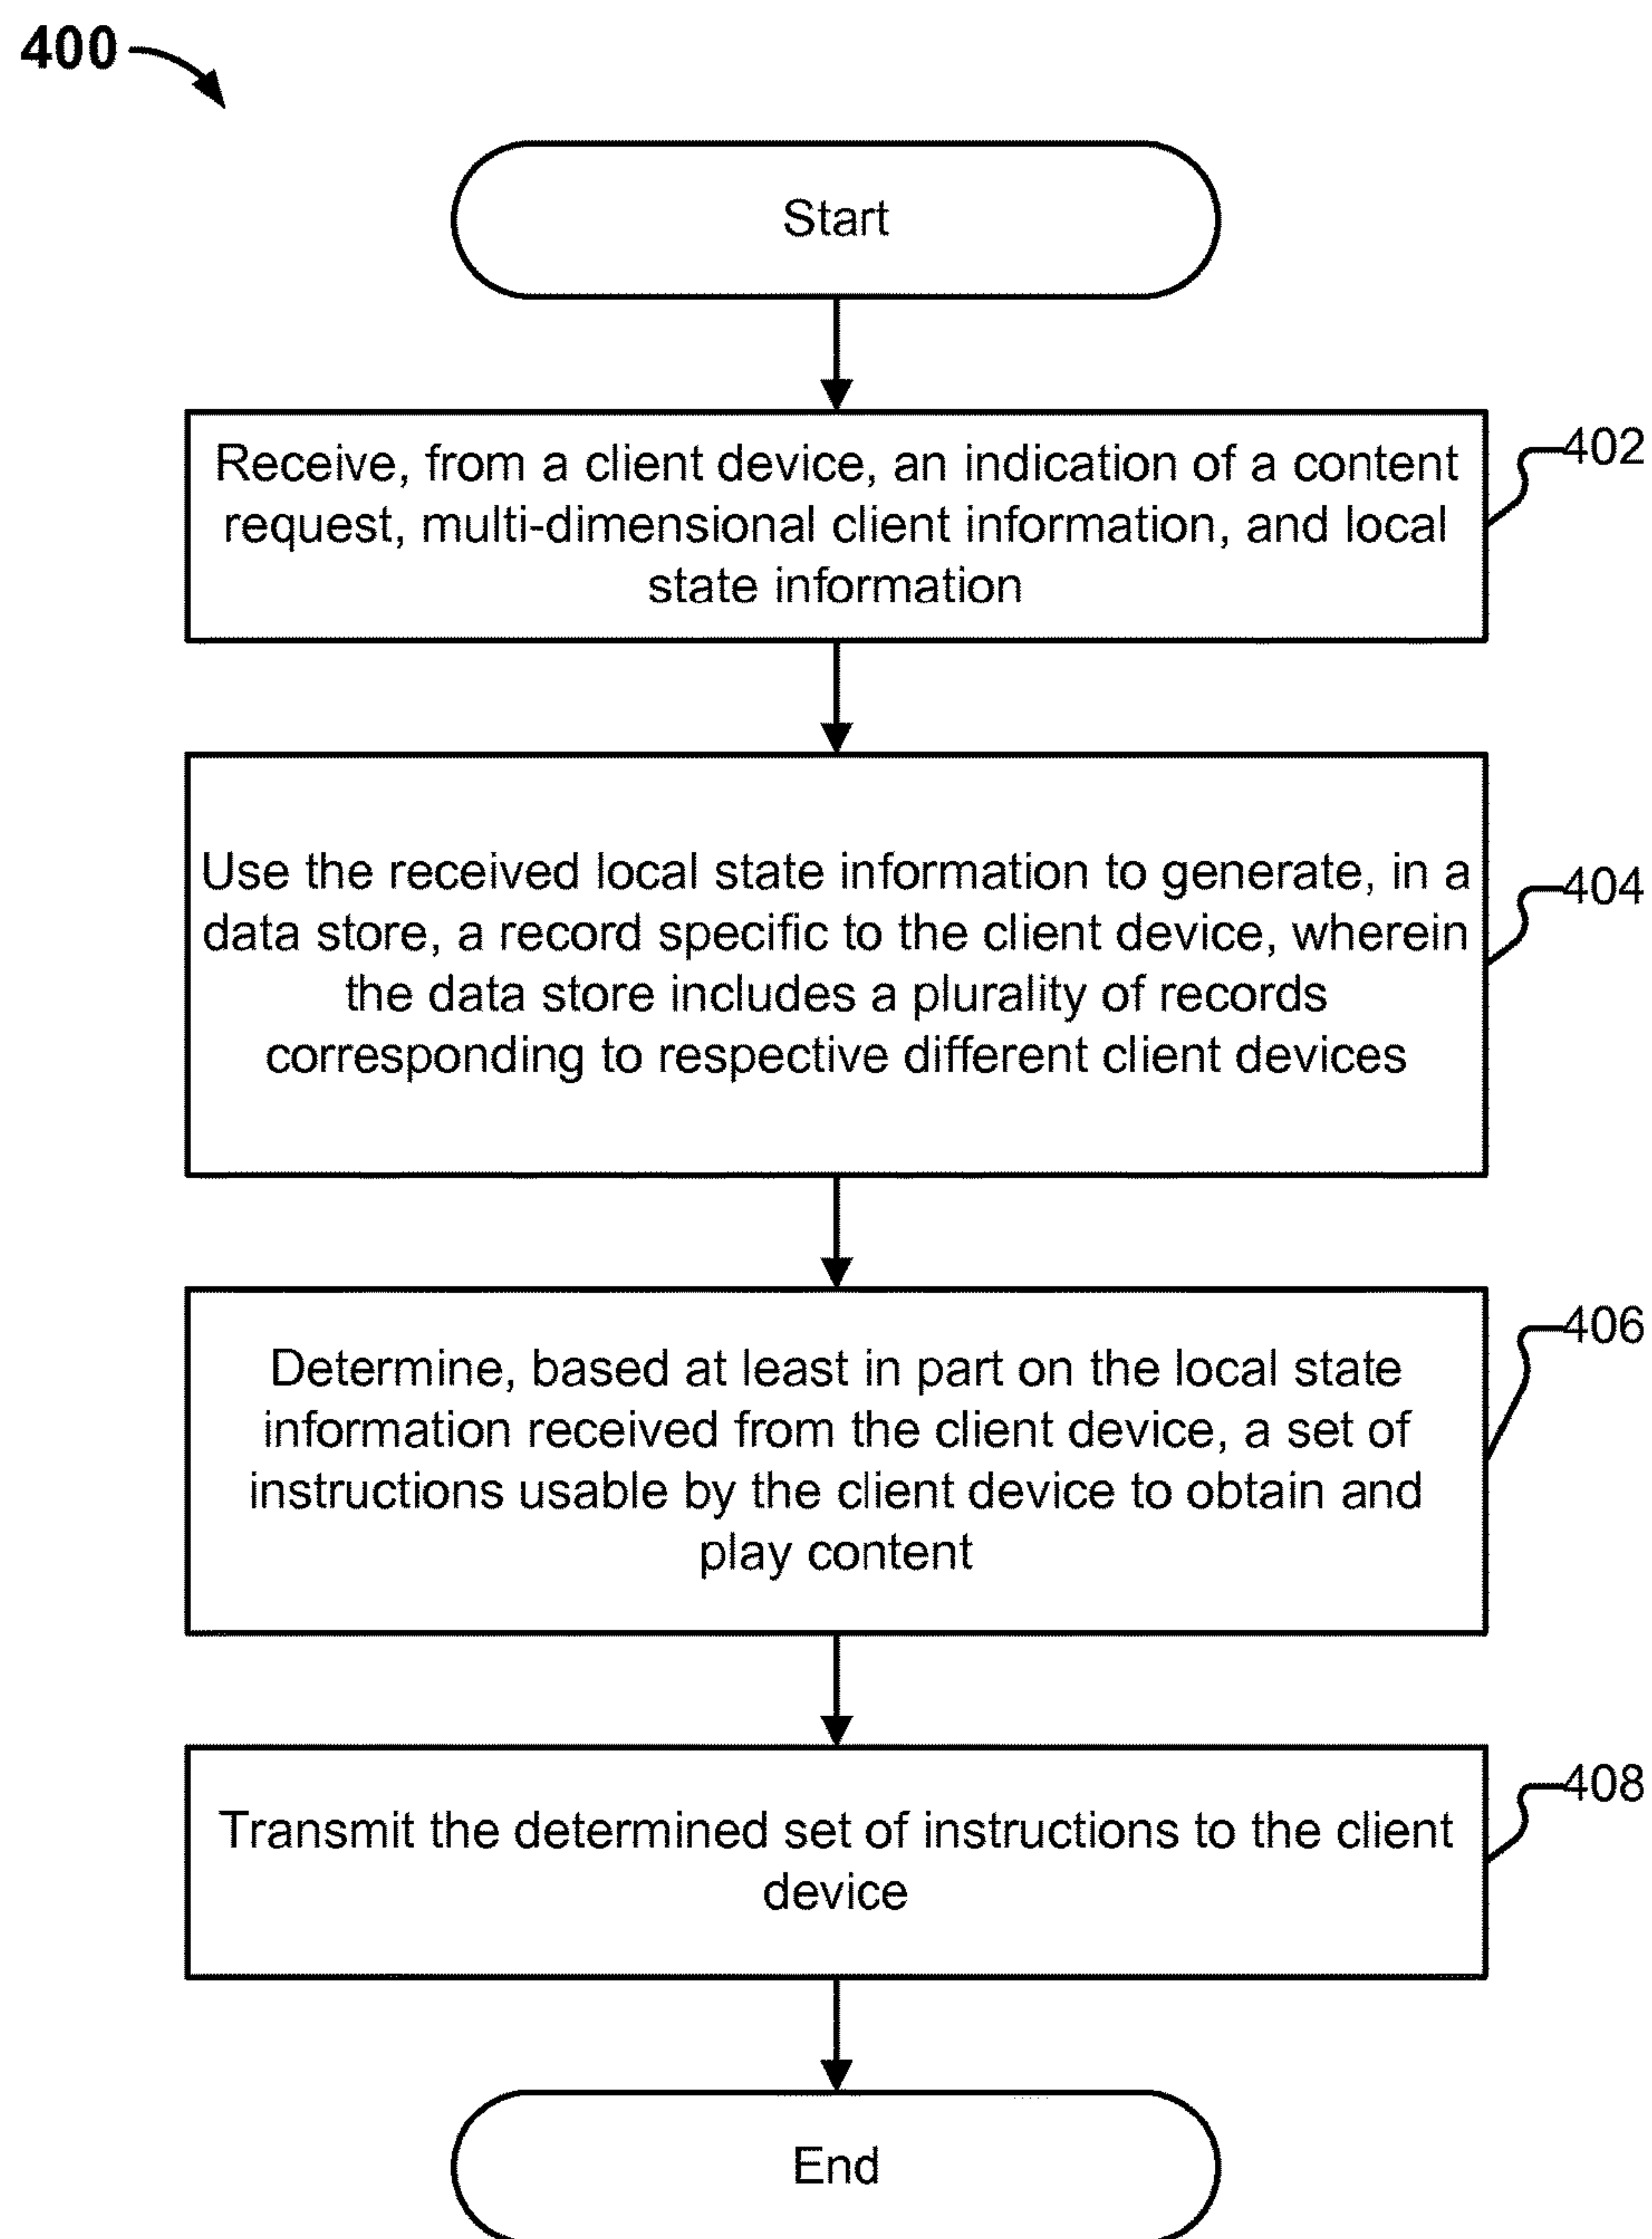 400
Start
Receive, from a client device, an indication of a content
request, multi-dimensional client information, and local
state information
402
Use the received local state information to generate, in a
data store, a record specific to the client device, wherein
the data store includes a plurality of records
corresponding to respective different client devices
404
Determine, based at least in part on the local state
information received from the client device, a set of
instructions usable by the client device to obtain and
play content
406
Transmit the determined set of instructions to the client
device
408
End